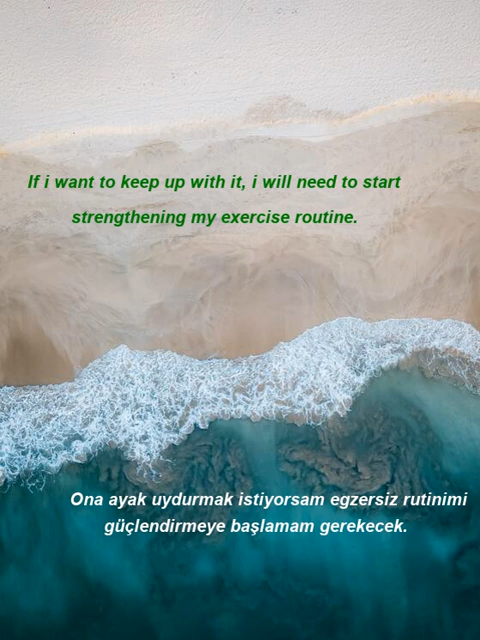 If i want to keep up with it, i will need to start
strengthening my exercise routine.
Ona ayak uydurmak istiyorsam egzersiz rutinimi
güçlendirmeye başlamam gerekecek.